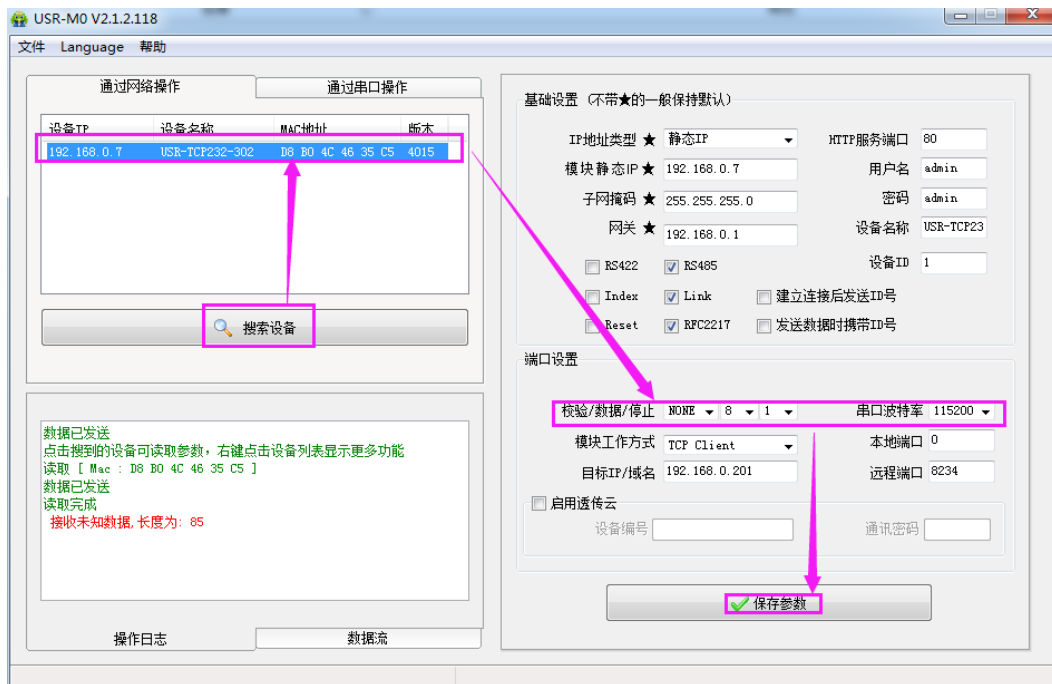 USR-M0 V2.1.2.118
文件 Language 帮助
通过网络操作 通过串口操作
设备IP 设备名称 MAC地址 版本
192.168.0.7 USR-TCP232-302 D8 B0 4C 46 35 C5 4015
搜索设备
数据已发送
点击搜到的设备可读取参数，右键点击设备列表显示更多功能
读取 [ Mac : D8 B0 4C 46 35 C5 ]
数据已发送
读取完成
接收未知数据,长度为: 85
操作日志 数据流
基础设置 (不带★的一般保持默认)
IP地址类型 ★ 静态IP HTTP服务端口 80
模块静态IP★ 192.168.0.7 用户名 admin
子网掩码 ★ 255.255.255.0 密码 admin
网关 ★ 192.168.0.1 设备名称 USR-TCP23
RS422 RS485 设备ID 1
Index Link 建立连接后发送ID号
Reset RFC2217 发送数据时携带ID号
端口设置
校验/数据/停止 NONE 8 1 串口波特率 115200
模块工作方式 TCP Client 本地端口 0
目标IP/域名 192.168.0.201 远程端口 8234
启用透传云
设备编号 通讯密码
保存参数